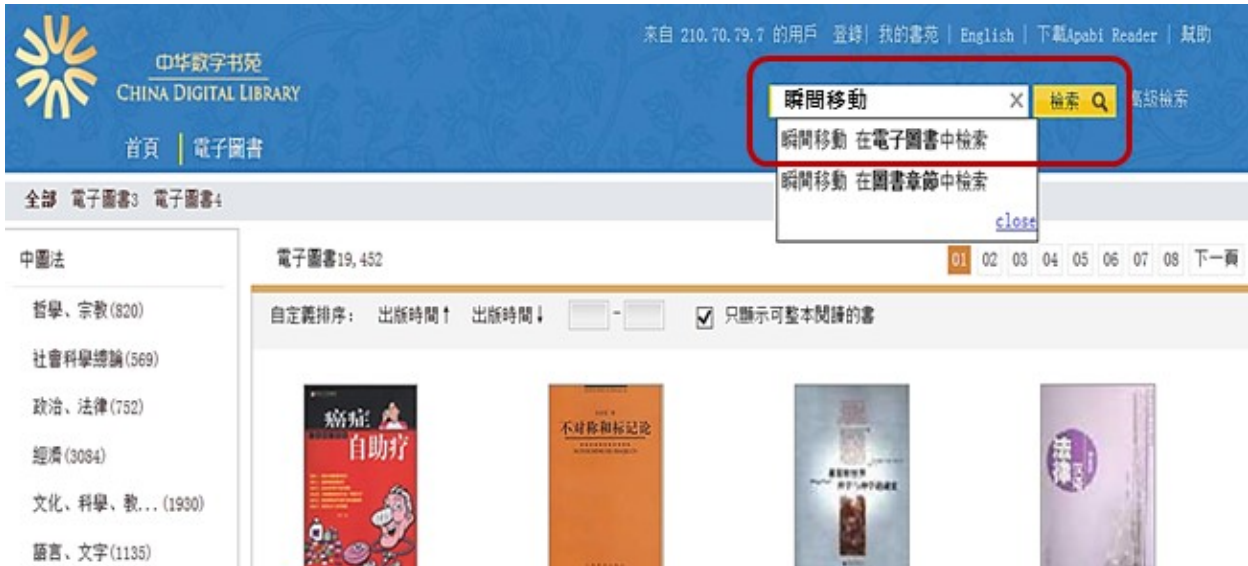 來自 210.70.79.7 的用戶 登錄| 我的書苑 | English | 下載Apabi Reader | 幫助
中华数字书苑
CHINA DIGITAL LIBRARY
瞬間移動 × 檢索 高級檢索
首頁 | 電子圖書
瞬間移動 在電子圖書中檢索
瞬間移動 在圖書章節中檢索
close
全部 電子圖書3 電子圖書4
中圖法
電子圖書19,452
01 02 03 04 05 06 07 08 下一頁
哲學、宗教(820)
自定義排序: 出版時間↑ 出版時間↓ - 只顯示可整本閱讀的書
社會科學總論(569)
政治、法律(752)
經濟(3084)
文化、科學、教...(1930)
語言、文字(1135)
癌症
自助疗
不对称和标记论
法律